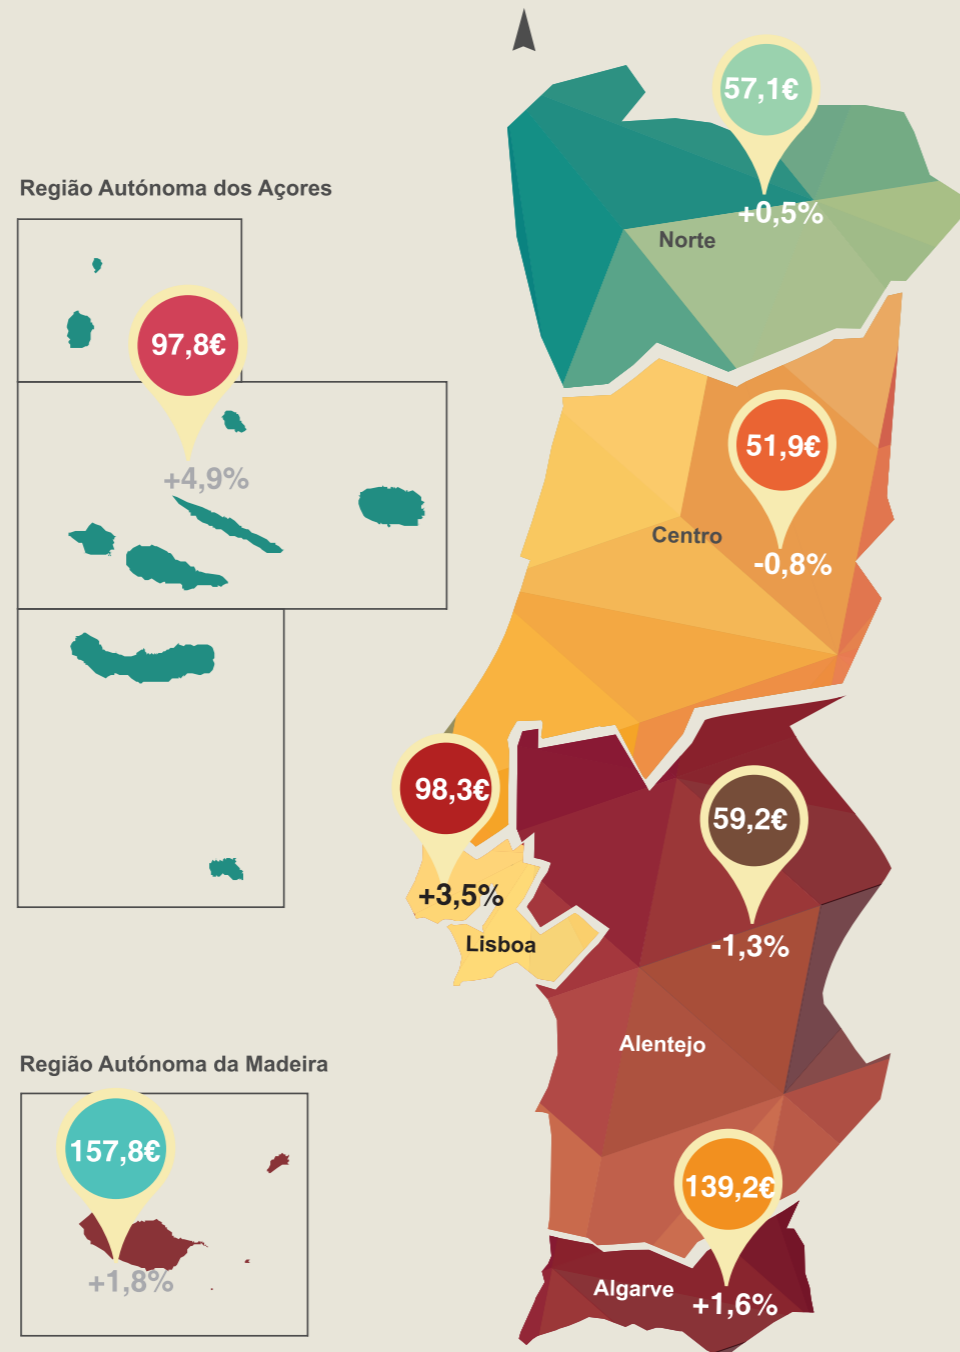 57,1€
+0,5%
Norte
Região Autónoma dos Açores
97,8€
+4,9%
51,9€
Centro
-0,8%
98,3€
+3,5%
Lisboa
59,2€
-1,3%
Alentejo
Região Autónoma da Madeira
157,8€
+1,8%
139,2€
Algarve
+1,6%